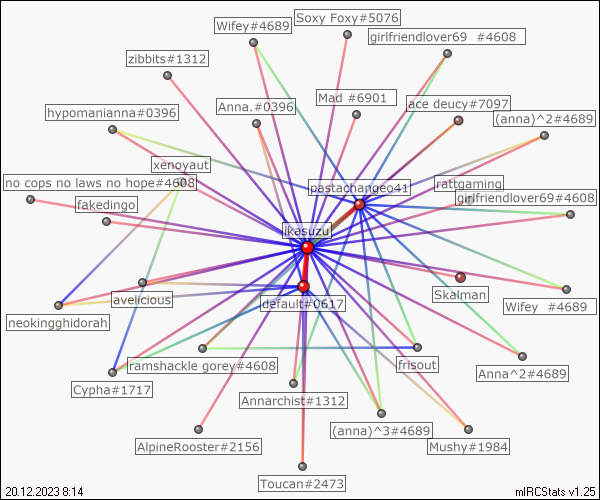 Soxy Foxy#5076
Wifey#4689
girlfriendlover69 #4608
zibbits#1312
Mad #6901
Anna.#0396
ace deucy#7097
hypomanianna#0396
(anna)^2#4689
xenoyaut
no cops no laws no hope#4608
pastachangeo41
rattgaming
girlfriendlover69#4608
fakedingo
ikasuzu
Skalman
avelicious
default#0617
Wifey #4689
neokingghidorah
ramshackle gorey#4608
frisout
Anna^2#4689
Cypha#1717
Annarchist#1312
(anna)^3#4689
AlpineRooster#2156
Mushy#1984
Toucan#2473
20.12.2023 8:14
mIRCStats v1.25